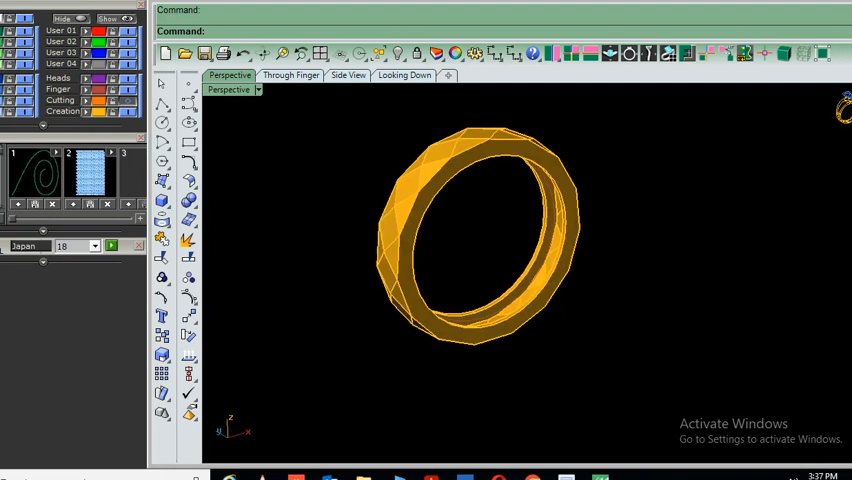 Command:
Command:
Hide
Show
User 01
User 02
User 03
User 04
Heads
Finger
Cutting
Creation
Perspective
Through Finger
Side View
Looking Down
Perspective
1
2
3
Japan
18
z
y
x
Activate Windows
Go to Settings to activate Windows.
3:37 PM